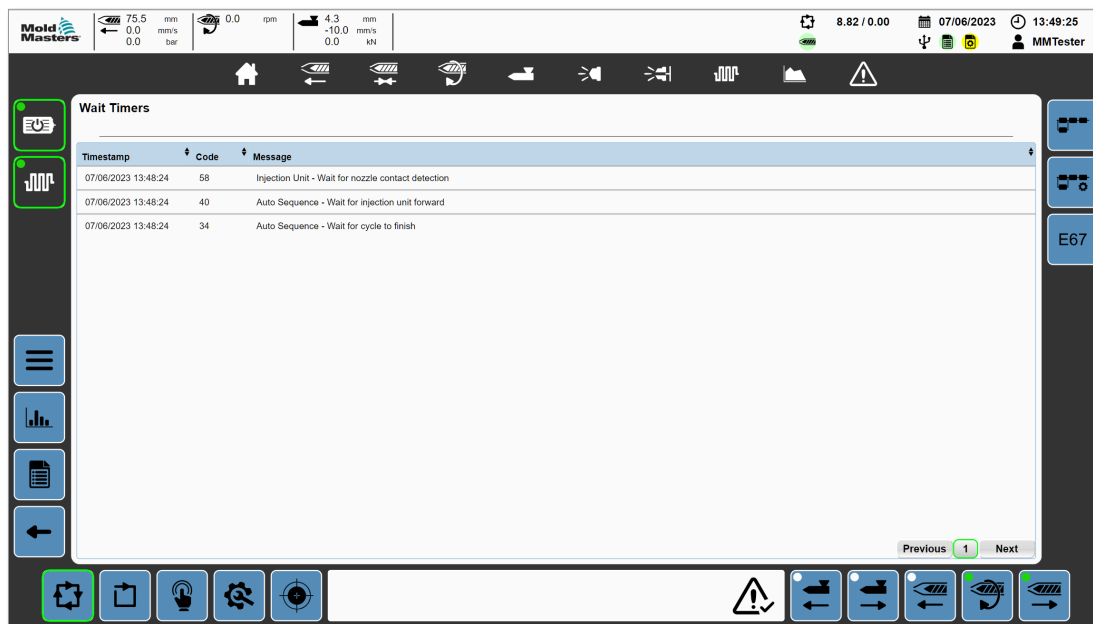 Mold
Masters
75.5 mm
0.0 mm/s
0.0 bar
0.0 rpm
4.3 mm
-10.0 mm/s
0.0 kN
8.82 / 0.00
07/06/2023
13:49:25
MMTester
Wait Timers
Timestamp Code Message
07/06/2023 13:48:24 58 Injection Unit - Wait for nozzle contact detection
07/06/2023 13:48:24 40 Auto Sequence - Wait for injection unit forward
07/06/2023 13:48:24 34 Auto Sequence - Wait for cycle to finish
E67
Previous 1 Next